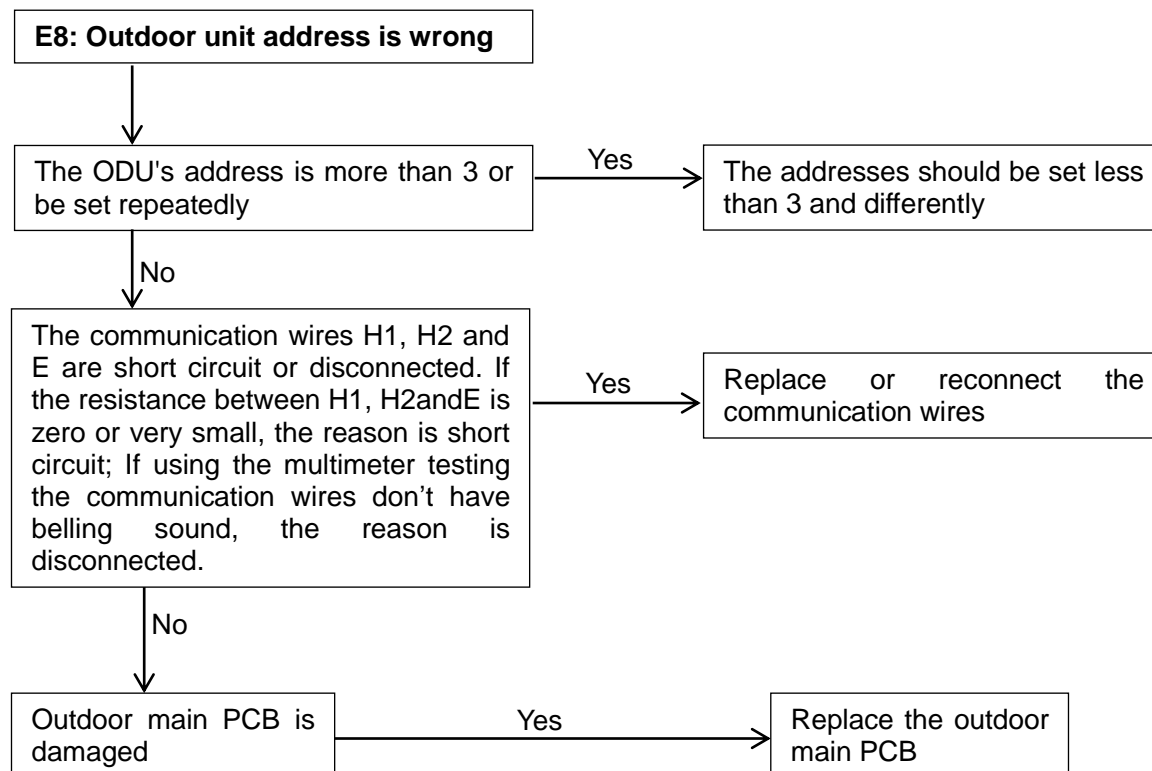 E8: Outdoor unit address is wrong
The ODU's address is more than 3 or
be set repeatedly
Yes
The addresses should be set less
than 3 and differently
No
The communication wires H1, H2 and
E are short circuit or disconnected. If
the resistance between H1, H2andE is
zero or very small, the reason is short
circuit; If using the multimeter testing
the communication wires don’t have
belling sound, the reason is
disconnected.
Yes
Replace or reconnect the
communication wires
No
Outdoor main PCB is
damaged
Yes
Replace the outdoor
main PCB